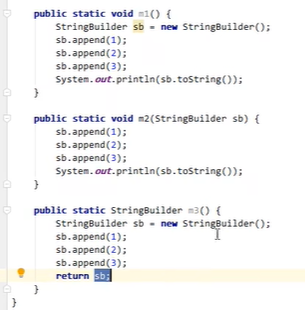 public static void m1() {
StringBuilder sb = new StringBuilder();
sb.append(1);
sb.append(2);
sb.append(3);
System.out.println(sb.toString());
}
public static void m2(StringBuilder sb) {
sb.append(1);
sb.append(2);
sb.append(3);
System.out.println(sb.toString());
}
public static StringBuilder m3() {
StringBuilder sb = new StringBuilder();
sb.append(1);
sb.append(2);
sb.append(3);
return sb;
}
}